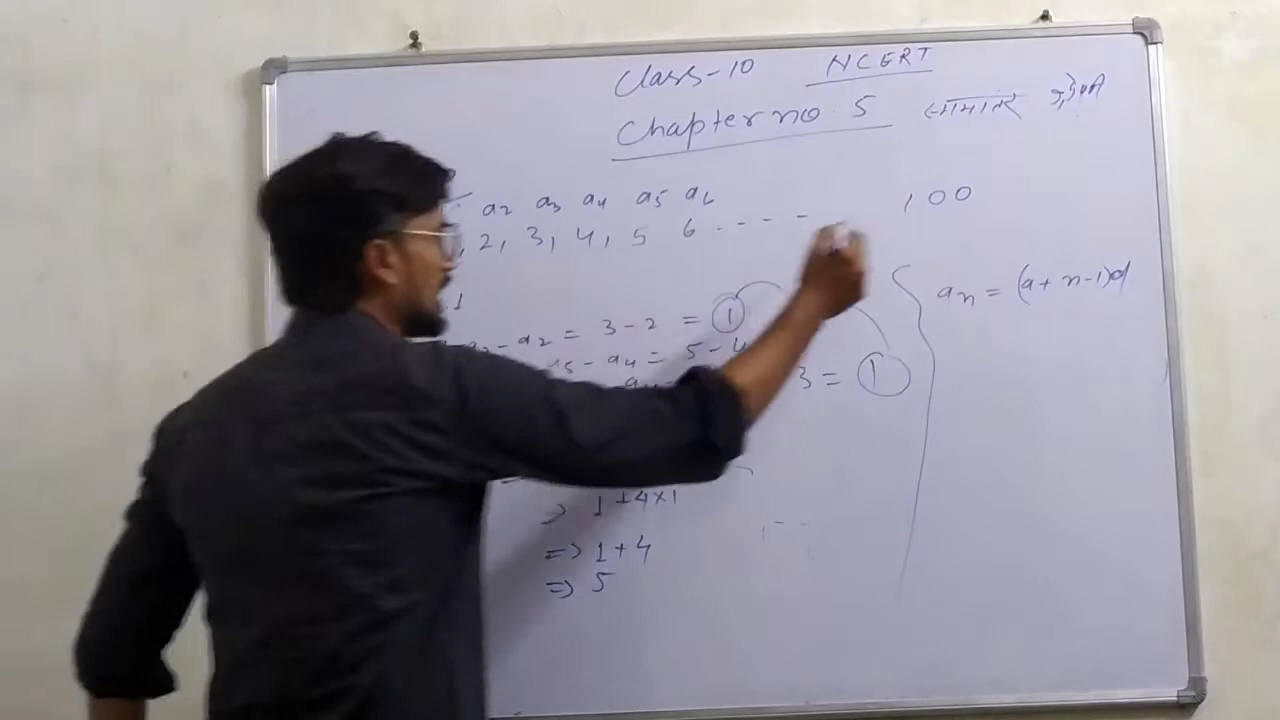 Class-10 NCERT
Chapter no. 5 समान्तर
a2 a3 a4 a5 a6
, 2, 3, 4, 5 6 - - - - , 100
1
- a2 = 3-2 = 1
a5 - a4 = 5-4
3 = 1
an = (a+n-1)d
=> 1+4×1
=> 1+4
=> 5